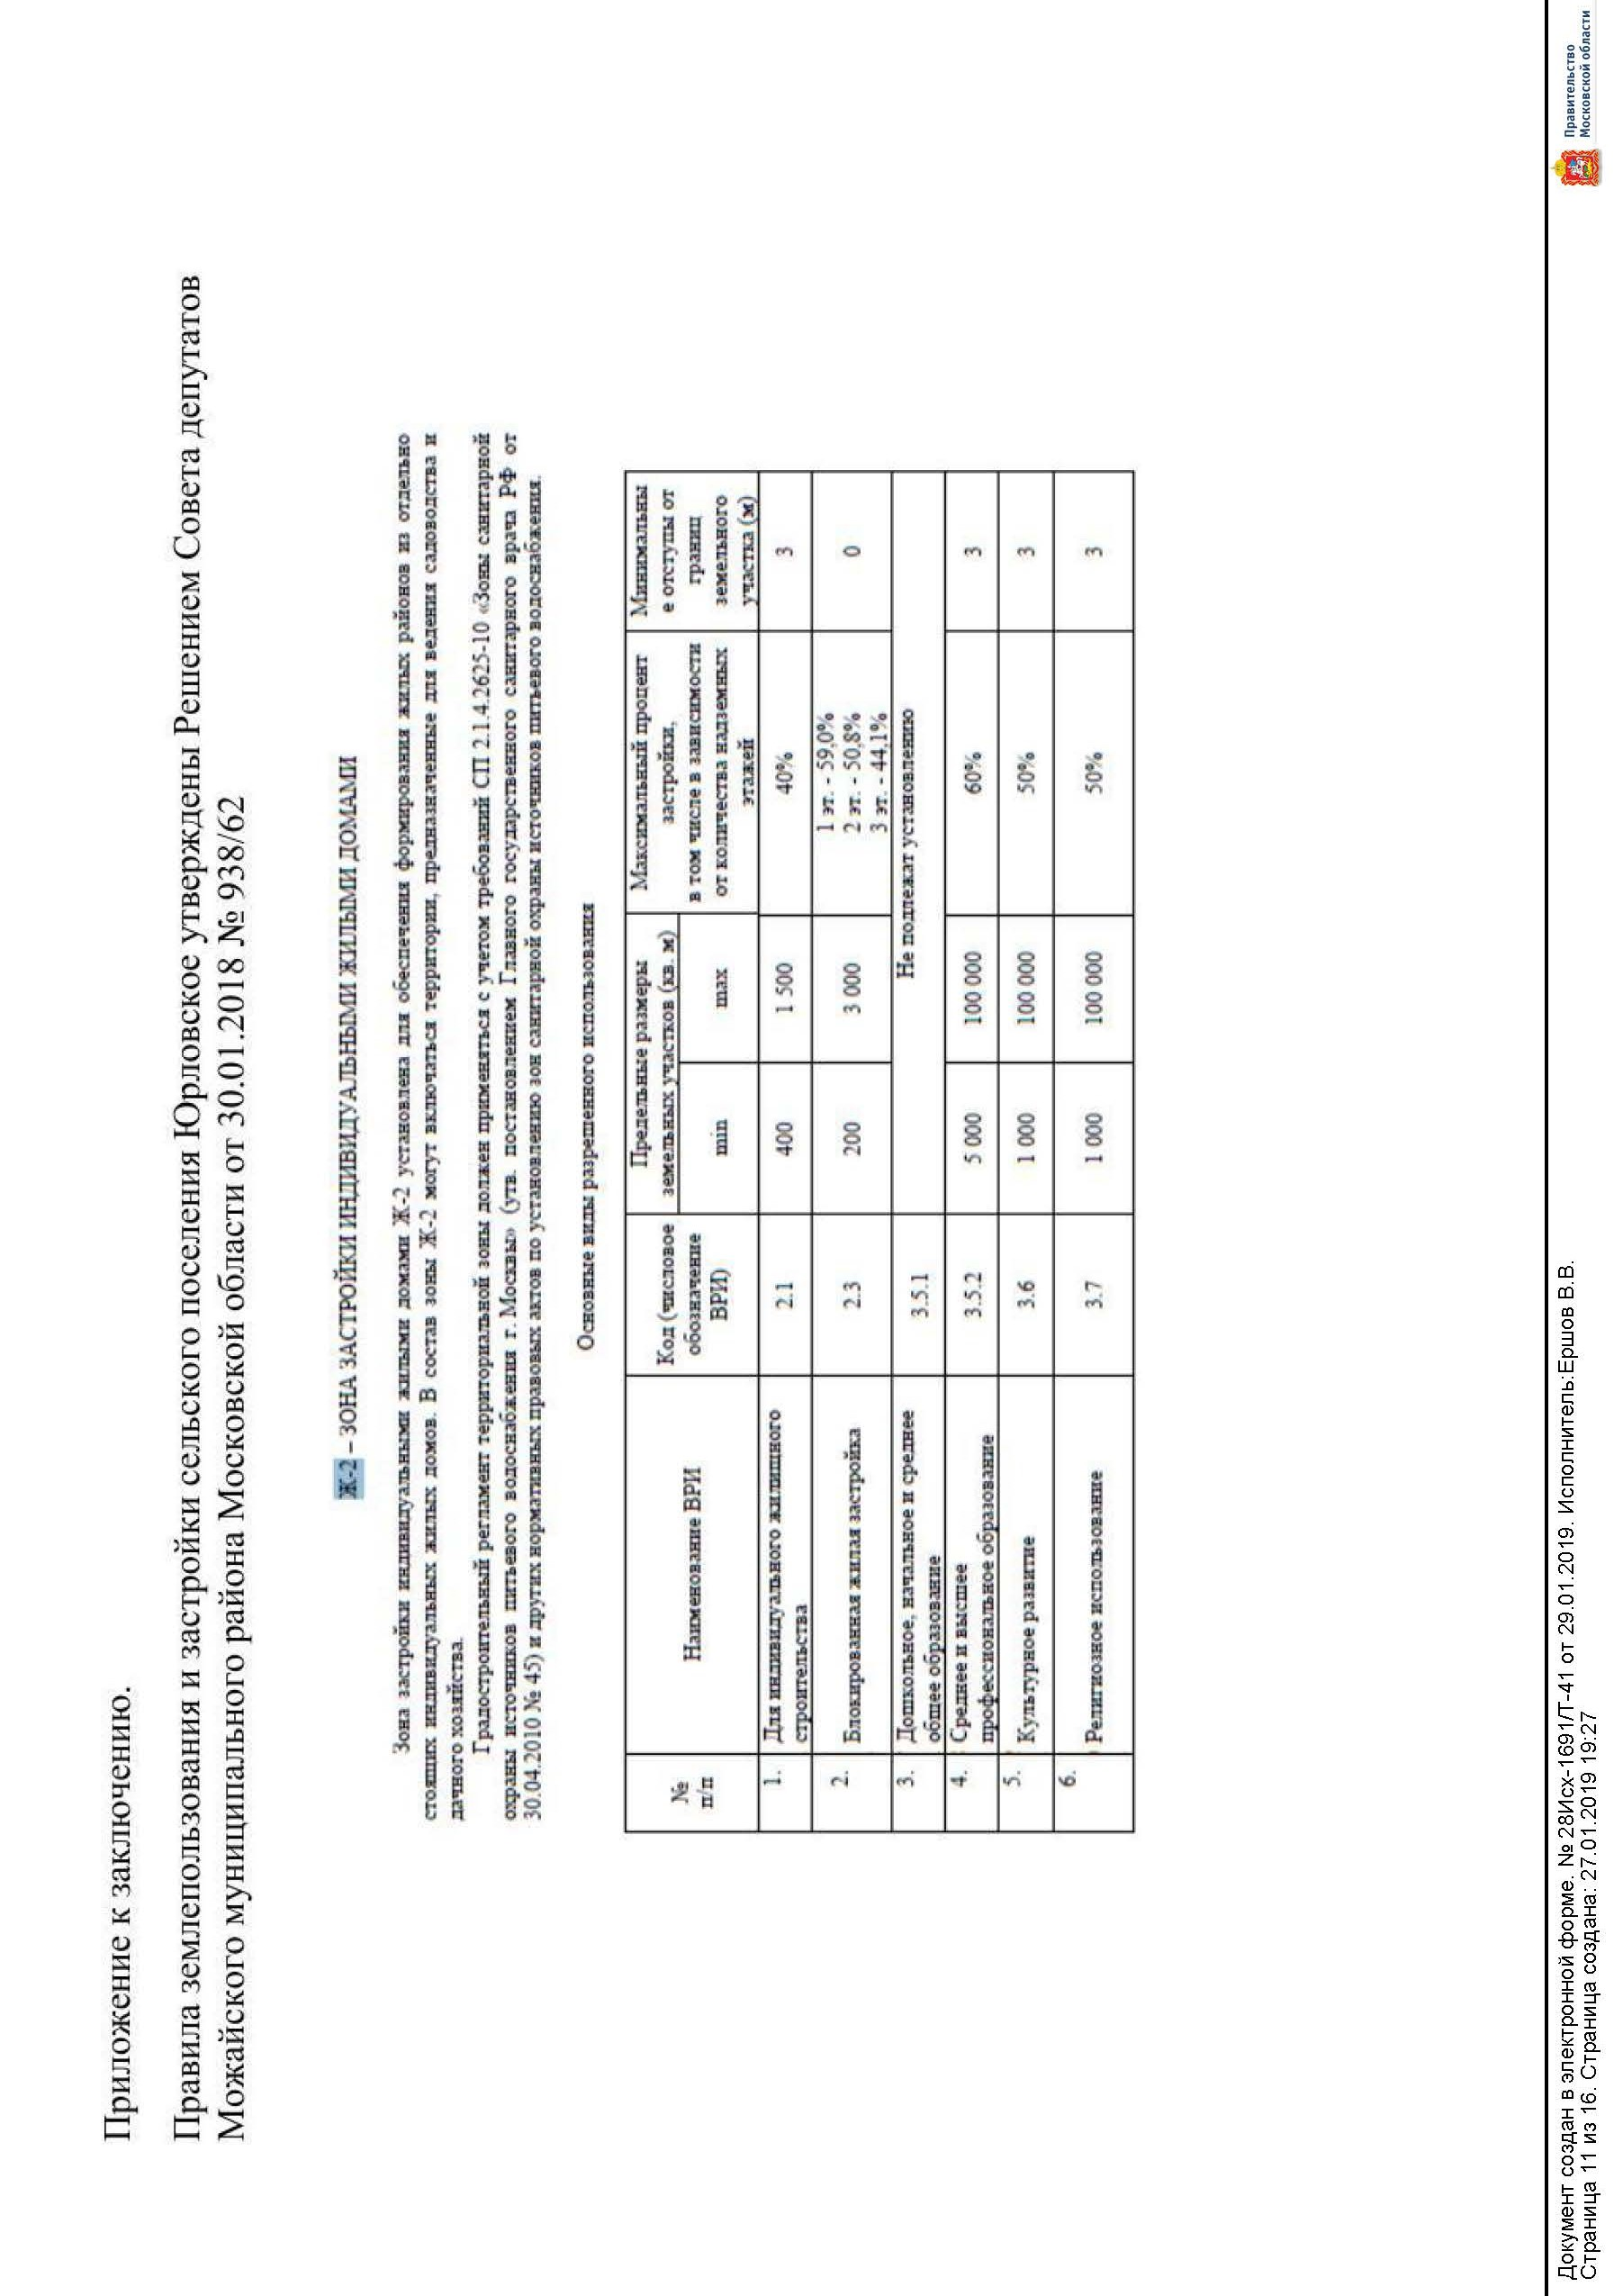 Приложение к заключению.
Правила землепользования и застройки сельского поселения Юрловское утверждены Решением Совета депутатов
Можайского муниципального района Московской области от 30.01.2018 № 938/62
Ж-2 – ЗОНА ЗАСТРОЙКИ ИНДИВИДУАЛЬНЫМИ ЖИЛЫМИ ДОМАМИ
Зона застройки индивидуальными жилыми домами Ж-2 установлена для обеспечения формирования жилых районов из отдельно
стоящих индивидуальных жилых домов. В состав зоны Ж-2 могут включаться территории, предназначенные для ведения садоводства и
дачного хозяйства.
Градостроительный регламент территориальной зоны должен применяться с учетом требований СП 2.1.4.2625-10 «Зоны санитарной
охраны источников питьевого водоснабжения г. Москвы» (утв. постановлением Главного государственного санитарного врача РФ от
30.04.2010 № 45) и других нормативных правовых актов по установлению зон санитарной охраны источников питьевого водоснабжения.
Основные виды разрешенного использования
№ п/п
Наименование ВРИ
Код (числовое обозначение ВРИ)
Предельные размеры земельных участков (кв. м)
min
max
Максимальный процент застройки, в том числе в зависимости от количества надземных этажей
Минимальны е отступы от границ земельного участка (м)
1. Для индивидуального жилищного строительства 2.1 400 1 500 40% 3
2. Блокированная жилая застройка 2.3 200 3 000 1 эт. - 59,0% 2 эт. - 50,8% 3 эт. - 44,1% 0
3. Дошкольное, начальное и среднее общее образование 3.5.1 Не подлежат установлению
4. Среднее и высшее профессиональное образование 3.5.2 5 000 100 000 60% 3
5. Культурное развитие 3.6 1 000 100 000 50% 3
6. Религиозное использование 3.7 1 000 100 000 50% 3
Документ создан в электронной форме. № 28Исх-1691/Т-41 от 29.01.2019. Исполнитель:Ершов В.В.
Страница 11 из 16. Страница создана: 27.01.2019 19:27
Правительство
Московской области